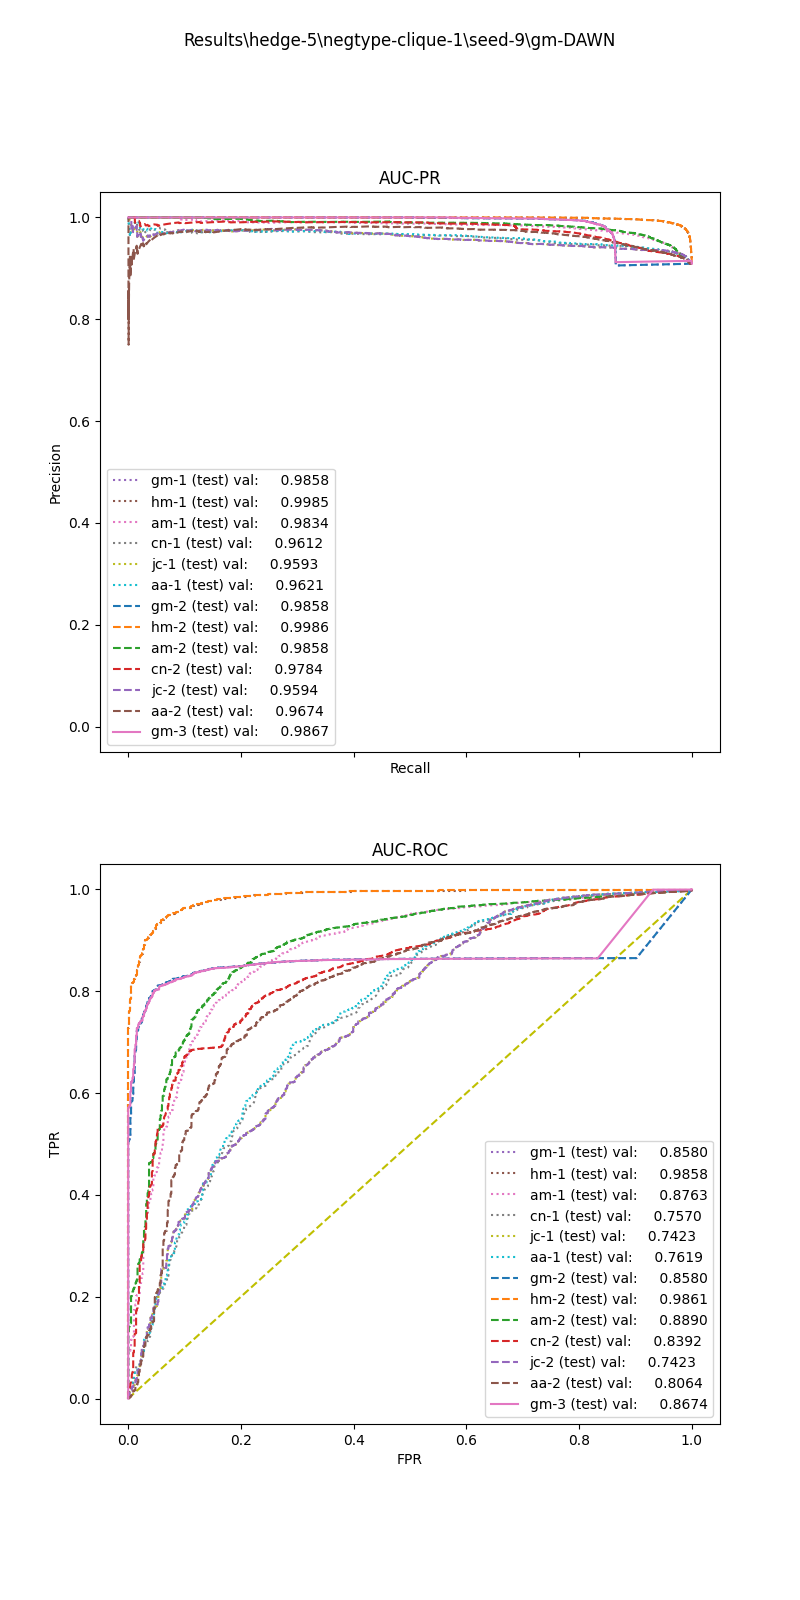 Results\hedge-5\negtype-clique-1\seed-9\gm-DAWN
AUC-PR
1.0
0.8
0.6
0.4
0.2
0.0
Precision
gm-1 (test) val: 0.9858
hm-1 (test) val: 0.9985
am-1 (test) val: 0.9834
cn-1 (test) val: 0.9612
jc-1 (test) val: 0.9593
aa-1 (test) val: 0.9621
gm-2 (test) val: 0.9858
hm-2 (test) val: 0.9986
am-2 (test) val: 0.9858
cn-2 (test) val: 0.9784
jc-2 (test) val: 0.9594
aa-2 (test) val: 0.9674
gm-3 (test) val: 0.9867
Recall
AUC-ROC
1.0
0.8
0.6
0.4
0.2
0.0
TPR
gm-1 (test) val: 0.8580
hm-1 (test) val: 0.9858
am-1 (test) val: 0.8763
cn-1 (test) val: 0.7570
jc-1 (test) val: 0.7423
aa-1 (test) val: 0.7619
gm-2 (test) val: 0.8580
hm-2 (test) val: 0.9861
am-2 (test) val: 0.8890
cn-2 (test) val: 0.8392
jc-2 (test) val: 0.7423
aa-2 (test) val: 0.8064
gm-3 (test) val: 0.8674
0.0 0.2 0.4 0.6 0.8 1.0
FPR